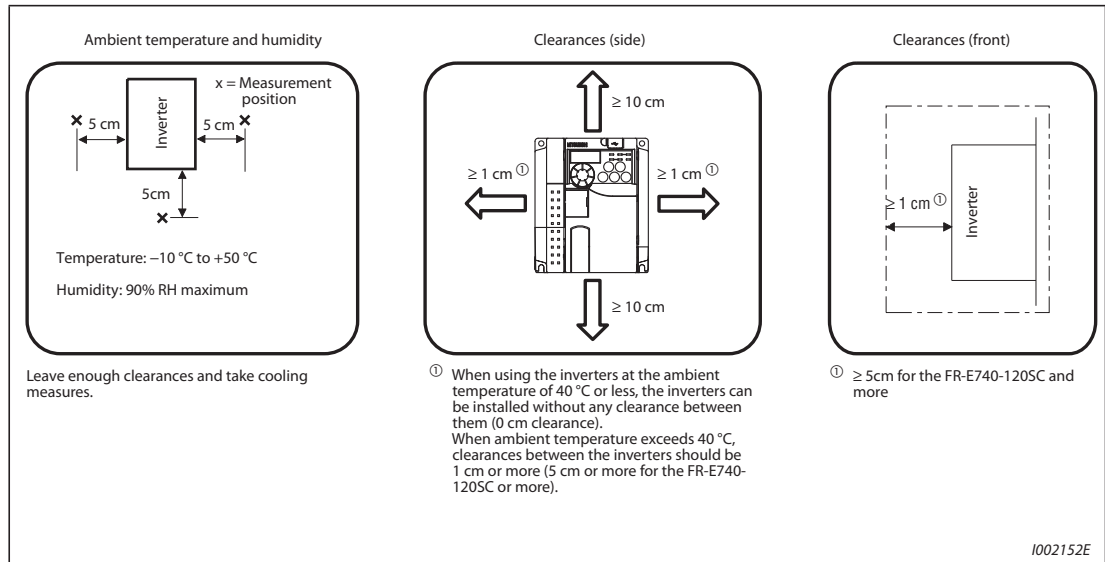 Ambient temperature and humidity
x = Measurement
position
Inverter
5 cm
5 cm
5cm
Temperature: –10 °C to +50 °C
Humidity: 90% RH maximum
Leave enough clearances and take cooling
measures.
Clearances (side)
≥ 10 cm
≥ 1 cm ①
≥ 1 cm ①
≥ 10 cm
① When using the inverters at the ambient
temperature of 40 °C or less, the inverters can
be installed without any clearance between
them (0 cm clearance).
When ambient temperature exceeds 40 °C,
clearances between the inverters should be
1 cm or more (5 cm or more for the FR-E740-
120SC or more).
Clearances (front)
≥ 1 cm ①
Inverter
① ≥ 5cm for the FR-E740-120SC and
more
I002152E